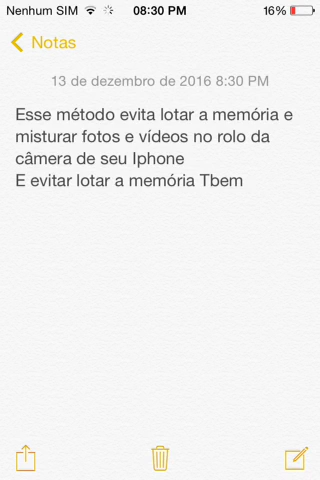 Nenhum SIM 08:30 PM 16%
Notas
13 de dezembro de 2016 8:30 PM
Esse método evita lotar a memória e
misturar fotos e vídeos no rolo da
câmera de seu Iphone
E evitar lotar a memória Tbem